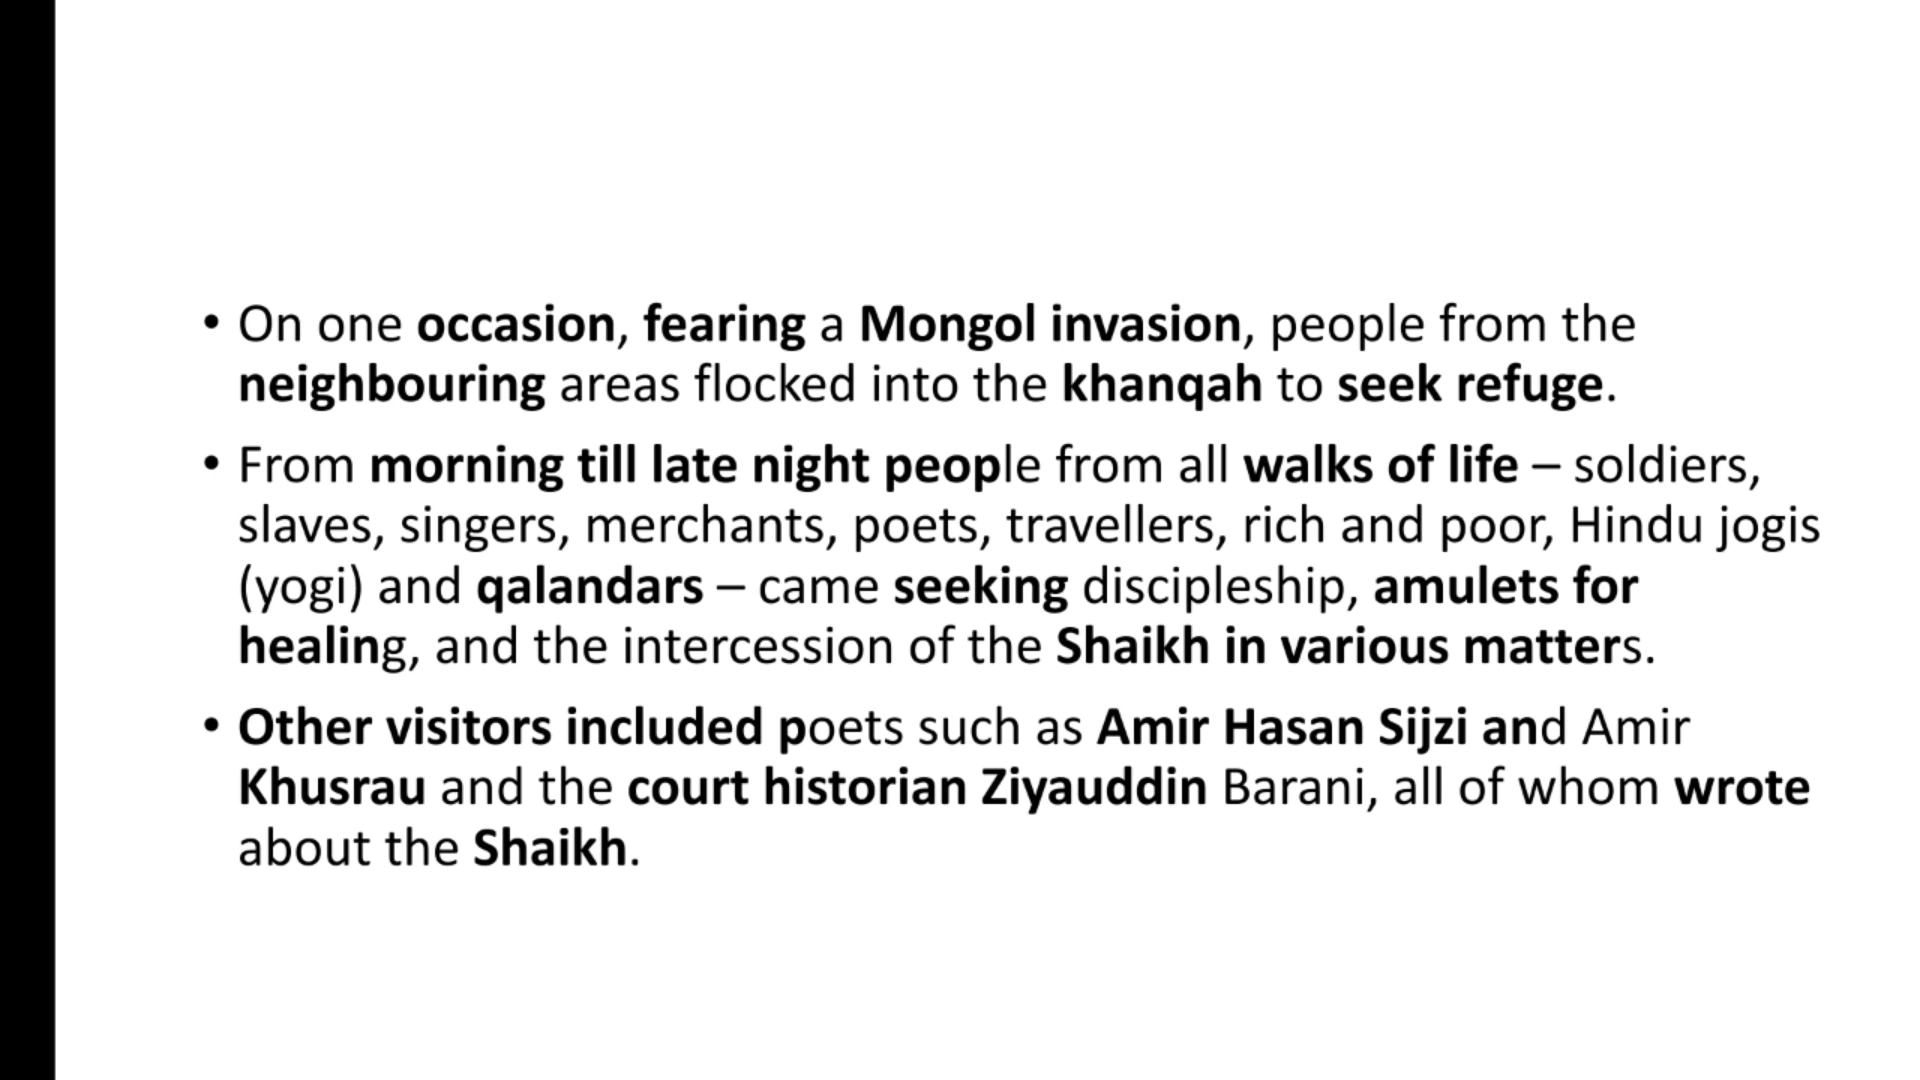 • On one occasion, fearing a Mongol invasion, people from the
neighbouring areas flocked into the khanqah to seek refuge.
• From morning till late night people from all walks of life – soldiers,
slaves, singers, merchants, poets, travellers, rich and poor, Hindu jogis
(yogi) and qalandars – came seeking discipleship, amulets for
healing, and the intercession of the Shaikh in various matters.
• Other visitors included poets such as Amir Hasan Sijzi and Amir
Khusrau and the court historian Ziyauddin Barani, all of whom wrote
about the Shaikh.